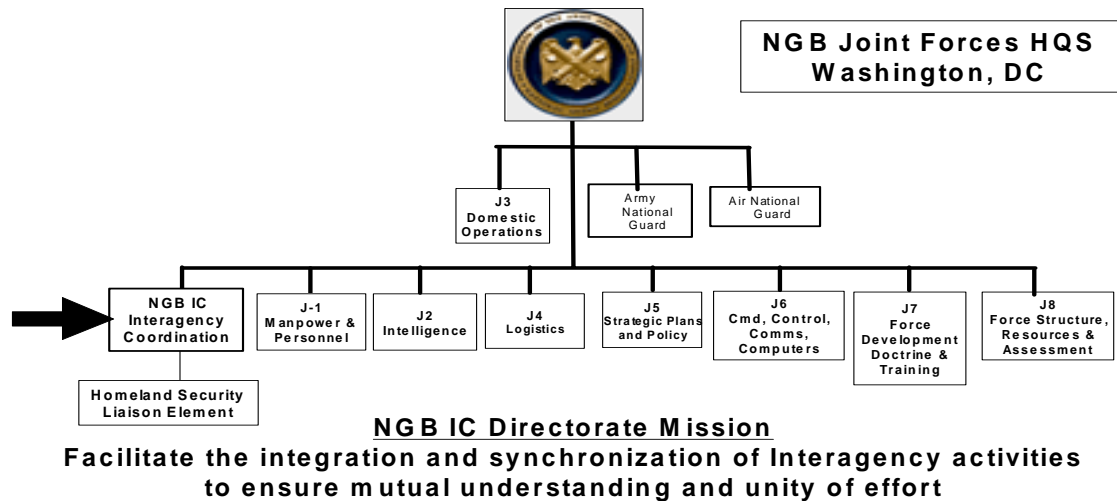 NGB Joint Forces HQS
Washington, DC
J3
Domestic
Operations
Army
National
Guard
Air National
Guard
NGB IC
Interagency
Coordination
J-1
Manpower &
Personnel
J2
Intelligence
J4
Logistics
J5
Strategic Plans
and Policy
J6
Cmd, Control,
Comms,
Computers
J7
Force
Development
Doctrine &
Training
J8
Force Structure,
Resources &
Assessment
Homeland Security
Liaison Element
NGB IC Directorate Mission
Facilitate the integration and synchronization of Interagency activities
to ensure mutual understanding and unity of effort